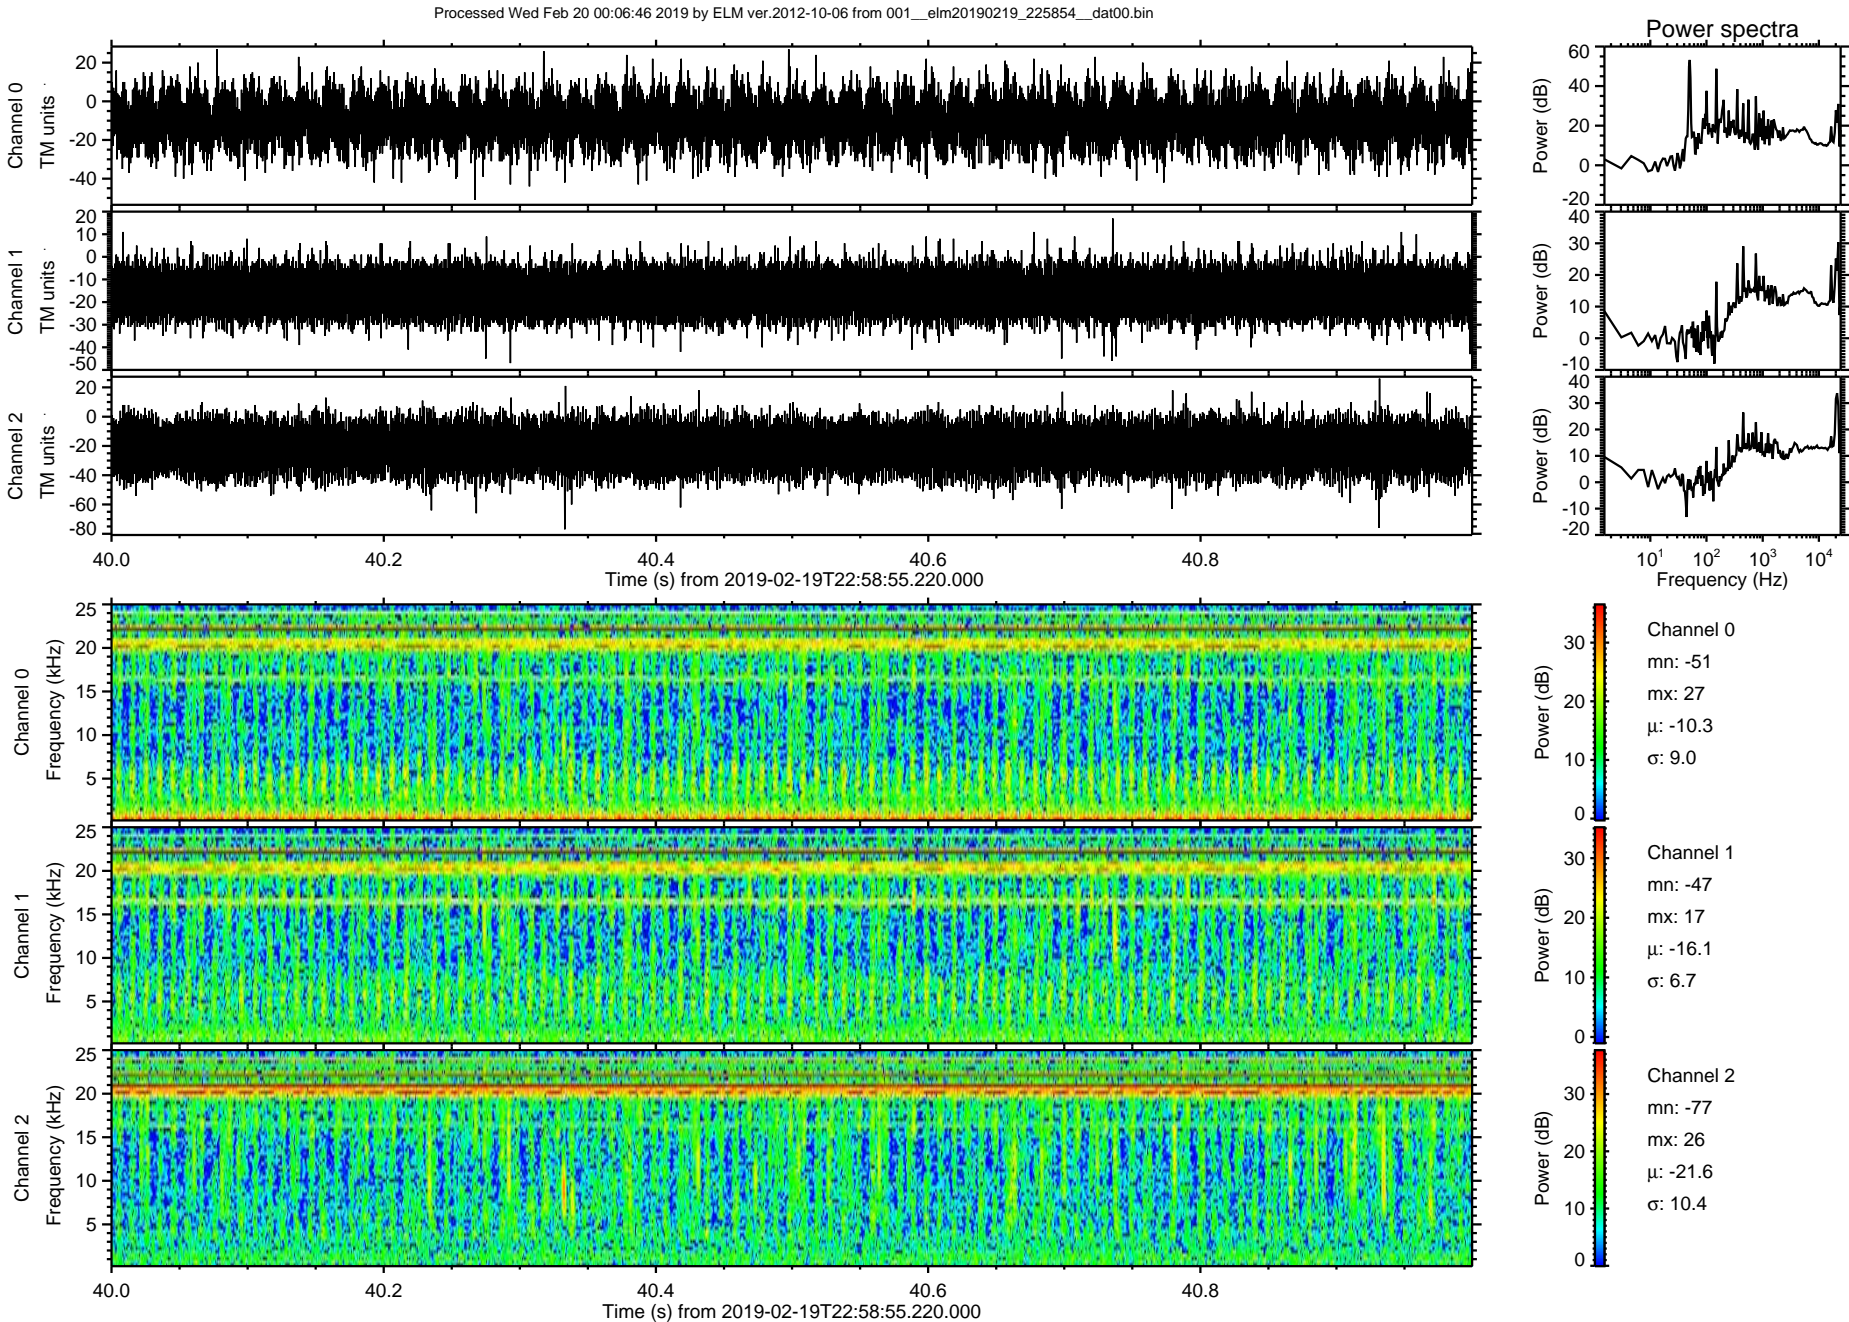 Processed Wed Feb 20 00:06:46 2019 by ELM ver.2012-10-06 from 001__elm20190219_225854__dat00.bin
Power spectra
Channel 0
TM units
20
0
-20
-40
Power (dB)
60
40
20
0
-20
Channel 1
TM units
20
10
0
-10
-20
-30
-40
-50
Power (dB)
40
30
20
10
0
-10
Channel 2
TM units
20
0
-20
-40
-60
-80
Power (dB)
40
30
20
10
0
-10
-20
40.0 40.2 40.4 40.6 40.8
Time (s) from 2019-02-19T22:58:55.220.000
10^1 10^2 10^3 10^4
Frequency (Hz)
Channel 0
Frequency (kHz)
25
20
15
10
5
Power (dB)
30
20
10
0
Channel 0
mn: -51
mx: 27
μ: -10.3
σ: 9.0
Channel 1
Frequency (kHz)
25
20
15
10
5
Power (dB)
30
20
10
0
Channel 1
mn: -47
mx: 17
μ: -16.1
σ: 6.7
Channel 2
Frequency (kHz)
25
20
15
10
5
Power (dB)
30
20
10
0
Channel 2
mn: -77
mx: 26
μ: -21.6
σ: 10.4
40.0 40.2 40.4 40.6 40.8
Time (s) from 2019-02-19T22:58:55.220.000